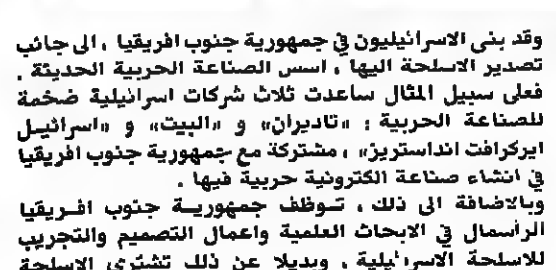 وقد بنى الاسرائيليون في جمهورية جنوب افريقيا ، الى جانب
تصدير الاسلحة اليها ، اسس الصناعة الحربية الحديثة .
فعلى سبيل المثال ساعدت ثلاث شركات اسرائيلية ضخمة
للصناعة الحربية : «تاديران» و «البيت» و «اسرائيل
ايركرافت انداستريز» ، مشتركة مع جمهورية جنوب افريقيا
في انشاء صناعة الكترونية حربية فيها .
وبالاضافة الى ذلك ، توظف جمهورية جنوب افريقيا
الرأسمال في الابحاث العلمية واعمال التصميم والتجريب
للاسلحة الاسرائيلية . وبديلا عن ذلك تشتري الاسلحة